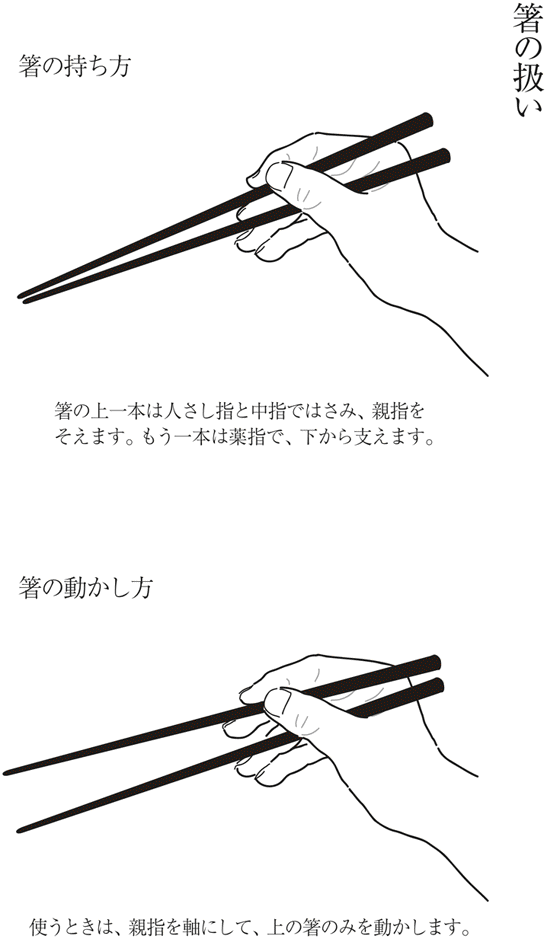 箸の扱い
箸の持ち方
箸の上一本は人さし指と中指ではさみ、親指を
そえます。もう一本は薬指で、下から支えます。
箸の動かし方
使うときは、親指を軸にして、上の箸のみを動かします。